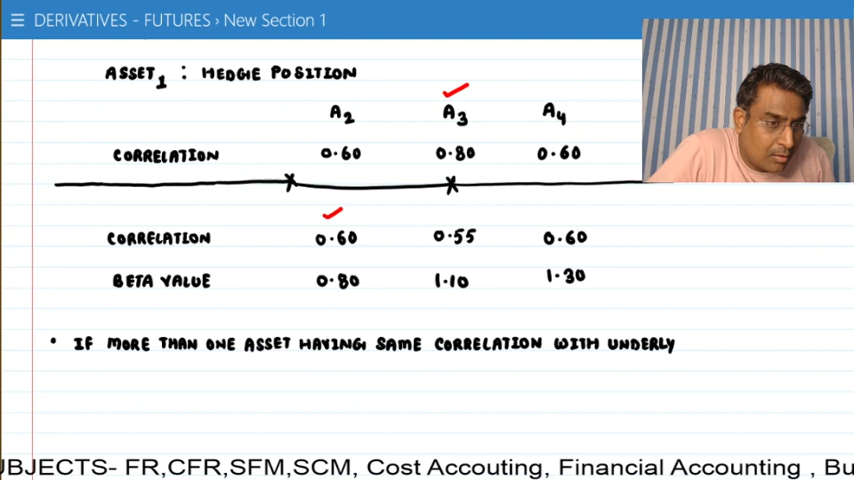 DERIVATIVES - FUTURES › New Section 1
ASSET1 : HEDGE POSITION
A2 A3 A4
CORRELATION 0.60 0.80 0.60
CORRELATION 0.60 0.55 0.60
BETA VALUE 0.80 1.10 1.30
• IF MORE THAN ONE ASSET HAVING SAME CORRELATION WITH UNDERLY
UBJECTS- FR,CFR,SFM,SCM, Cost Accouting, Financial Accounting , Bu